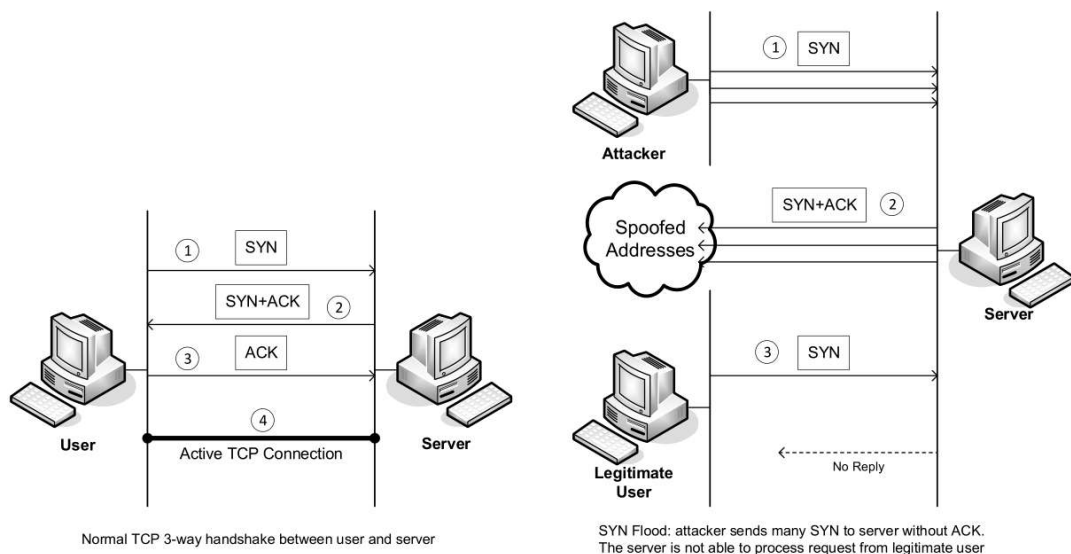 1
SYN
SYN+ACK
2
3
ACK
4
Active TCP Connection
User
Server
Normal TCP 3-way handshake between user and server
1
SYN
Attacker
SYN+ACK
2
Spoofed
Addresses
Server
3
SYN
Legitimate
User
No Reply
SYN Flood: attacker sends many SYN to server without ACK.
The server is not able to process request from legitimate user